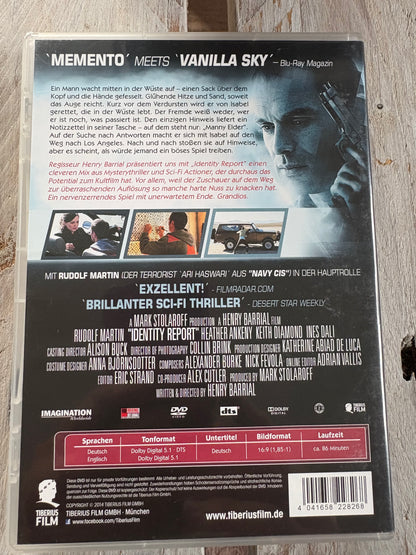 'MEMENTO' MEETS 'VANILLA SKY' – Blu-Ray Magazin
Ein Mann wacht mitten in der Wüste auf – einen Sack über dem
Kopf und die Hände gefesselt. Glühende Hitze und Sand, soweit
das Auge reicht. Kurz vor dem Verdursten wird er von Isabel
gerettet, die in der Wüste lebt. Der Fremde weiß weder, wer
er ist noch, was passiert ist. Den einzigen Hinweis liefert ein
Notizzettel in seiner Tasche – auf dem steht nur: „Manny Elder".
Auf der Suche nach Antworten macht er sich mit Isabel auf den
Weg nach Los Angeles. Nach und nach stoßen sie auf Hinweise,
aber es scheint, als würde jemand ein böses Spiel treiben.
Regisseur Henry Barrial präsentiert uns mit „Identity Report" einen
cleveren Mix aus Mysterythriller und Sci-Fi Actioner, der durchaus das
Potential zum Kultfilm hat. Vor allem, weil der Zuschauer auf dem Weg
zur überraschenden Auflösung so manche harte Nuss zu knacken hat.
Ein nervenzerrendes Spiel mit unerwartetem Ende. Grandios.
MIT RUDOLF MARTIN (DER TERRORIST 'ARI HASWARI' AUS "NAVY CIS") IN DER HAUPTROLLE
'EXZELLENT!' - FILMRADAR.COM
'BRILLANTER SCI-FI THRILLER' - DESERT STAR WEEKLY
A MARK STOLAROFF PRODUCTION A HENRY BARRIAL FILM
RUDOLF MARTIN "IDENTITY REPORT" HEATHER ANKENY KEITH DIAMOND INES DALI
CASTING DIRECTOR ALISON BUCK DIRECTOR OF PHOTOGRAPHY COLLIN BRINK PRODUCTION DESIGNER KATHERINE ABIAD DE LUCA
COSTUME DESIGNER ANNA BJORNSDOTTER COMPOSERS ALEXANDER BURKE NICK FEVOLA ONLINE EDITOR ADRIAN VALLIS
EDITOR ERIC STRAND CO-PRODUCER ALEX CUTLER PRODUCED BY MARK STOLAROFF
WRITTEN & DIRECTED BY HENRY BARRIAL
IMAGINATION
Worldwide
DVD
VIDEO
dts
DOLBY
DIGITAL
TIBERIUS
FILM
Sprachen Tonformat Untertitel Bildformat Laufzeit
Deutsch Dolby Digital 5.1 · DTS Deutsch 16:9 (1,85:1) ca. 86 Minuten
Englisch Dolby Digital 5.1
COPYRIGHT © 2014 TIBERIUS FILM GMBH
TIBERIUS FILM GMBH - München
www.facebook.com/TiberiusFilm
TIBERIUS
FILM
www.tiberiusfilm.de
4 041658 228268